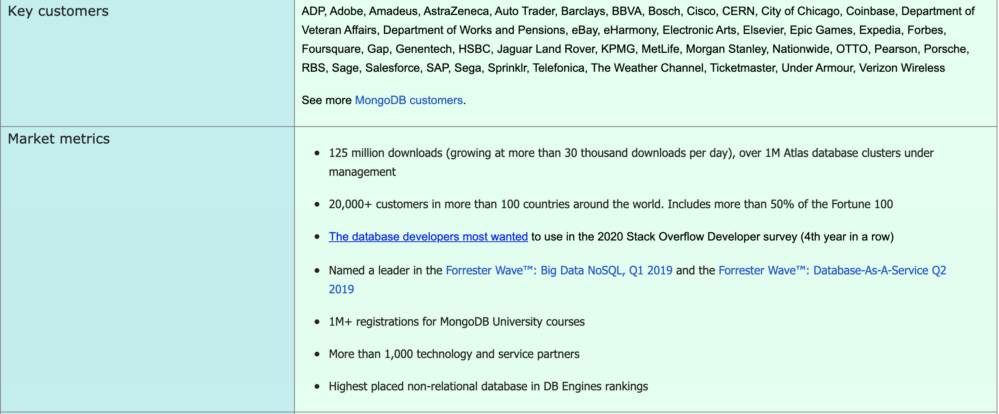 Key customers
ADP, Adobe, Amadeus, AstraZeneca, Auto Trader, Barclays, BBVA, Bosch, Cisco, CERN, City of Chicago, Coinbase, Department of
Veteran Affairs, Department of Works and Pensions, eBay, eHarmony, Electronic Arts, Elsevier, Epic Games, Expedia, Forbes,
Foursquare, Gap, Genentech, HSBC, Jaguar Land Rover, KPMG, MetLife, Morgan Stanley, Nationwide, OTTO, Pearson, Porsche,
RBS, Sage, Salesforce, SAP, Sega, Sprinklr, Telefonica, The Weather Channel, Ticketmaster, Under Armour, Verizon Wireless
See more MongoDB customers.
Market metrics
• 125 million downloads (growing at more than 30 thousand downloads per day), over 1M Atlas database clusters under
management
• 20,000+ customers in more than 100 countries around the world. Includes more than 50% of the Fortune 100
• The database developers most wanted to use in the 2020 Stack Overflow Developer survey (4th year in a row)
• Named a leader in the Forrester Wave™: Big Data NoSQL, Q1 2019 and the Forrester Wave™: Database-As-A-Service Q2
2019
• 1M+ registrations for MongoDB University courses
• More than 1,000 technology and service partners
• Highest placed non-relational database in DB Engines rankings